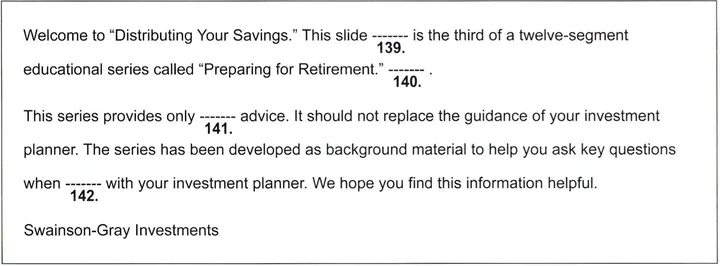 Welcome to “Distributing Your Savings.” This slide ------- is the third of a twelve-segment
139.
educational series called “Preparing for Retirement.” ------- .
140.
This series provides only ------- advice. It should not replace the guidance of your investment
141.
planner. The series has been developed as background material to help you ask key questions
when ------- with your investment planner. We hope you find this information helpful.
142.
Swainson-Gray Investments